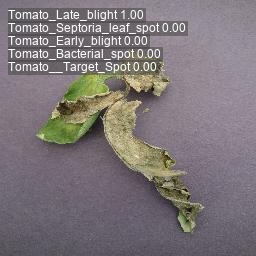 Tomato_Late_blight 1.00
Tomato_Septoria_leaf_spot 0.00
Tomato_Early_blight 0.00
Tomato_Bacterial_spot 0.00
Tomato__Target_Spot 0.00